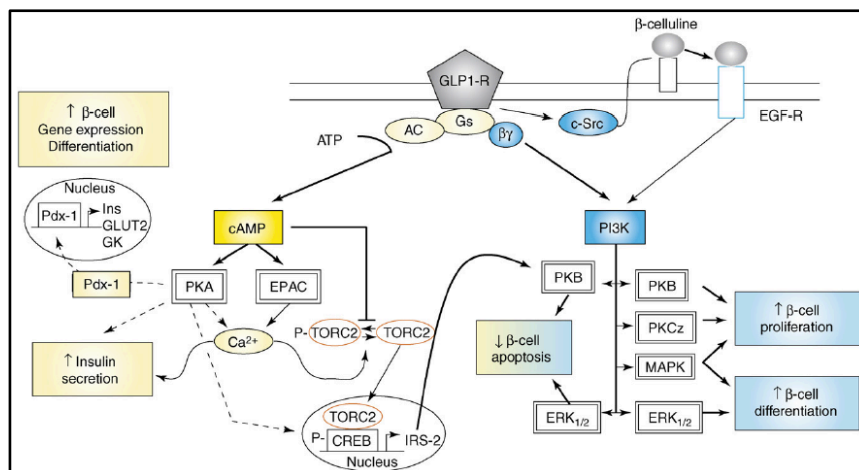 β-celluline
GLP1-R
↑ β-cell
Gene expression
Differentiation
ATP
AC
Gs
βγ
c-Src
EGF-R
Nucleus
Pdx-1
Ins
GLUT2
GK
cAMP
PI3K
Pdx-1
PKA
EPAC
PKB
PKB
↑ β-cell
proliferation
P-TORC2
TORC2
Ca2+
PKCz
↓ β-cell
apoptosis
↑ Insulin
secretion
MAPK
↑ β-cell
differentiation
TORC2
P-CREB
IRS-2
Nucleus
ERK1/2
ERK1/2